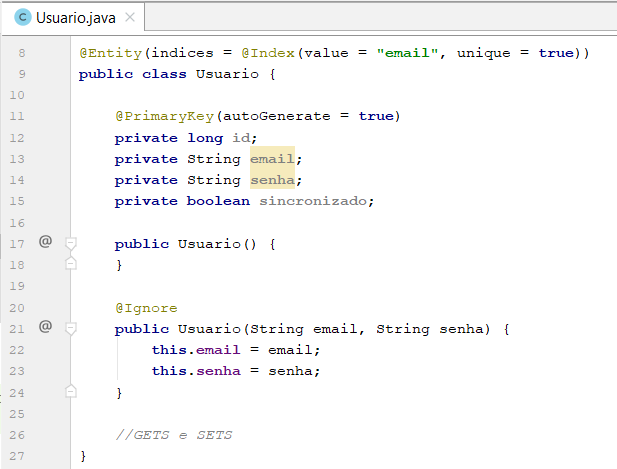 C Usuario.java ×
8 @Entity(indices = @Index(value = "email", unique = true))
9 public class Usuario {
10
11 @PrimaryKey(autoGenerate = true)
12 private long id;
13 private String email;
14 private String senha;
15 private boolean sincronizado;
16
17 @ public Usuario() {
18 }
19
20 @Ignore
21 @ public Usuario(String email, String senha) {
22 this.email = email;
23 this.senha = senha;
24 }
25
26 //GETS e SETS
27 }